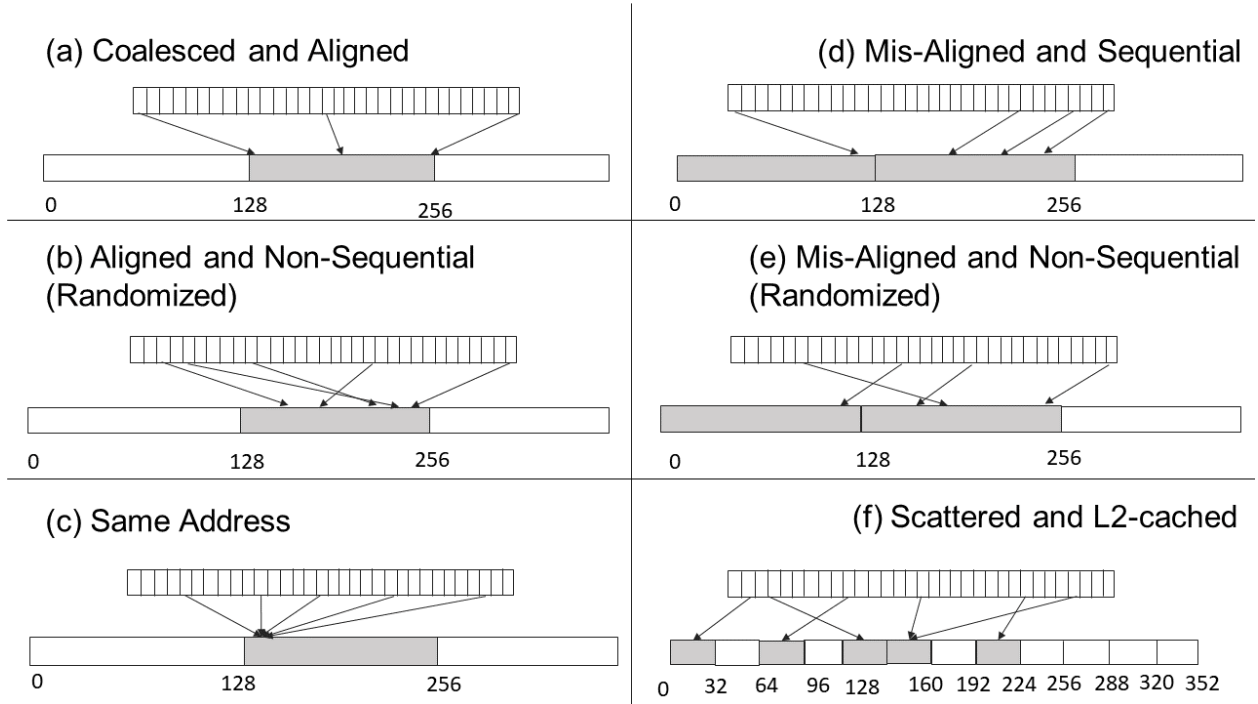 (a) Coalesced and Aligned
0 128 256
(b) Aligned and Non-Sequential
(Randomized)
0 128 256
(c) Same Address
0 128 256
(d) Mis-Aligned and Sequential
0 128 256
(e) Mis-Aligned and Non-Sequential
(Randomized)
0 128 256
(f) Scattered and L2-cached
0 32 64 96 128 160 192 224 256 288 320 352